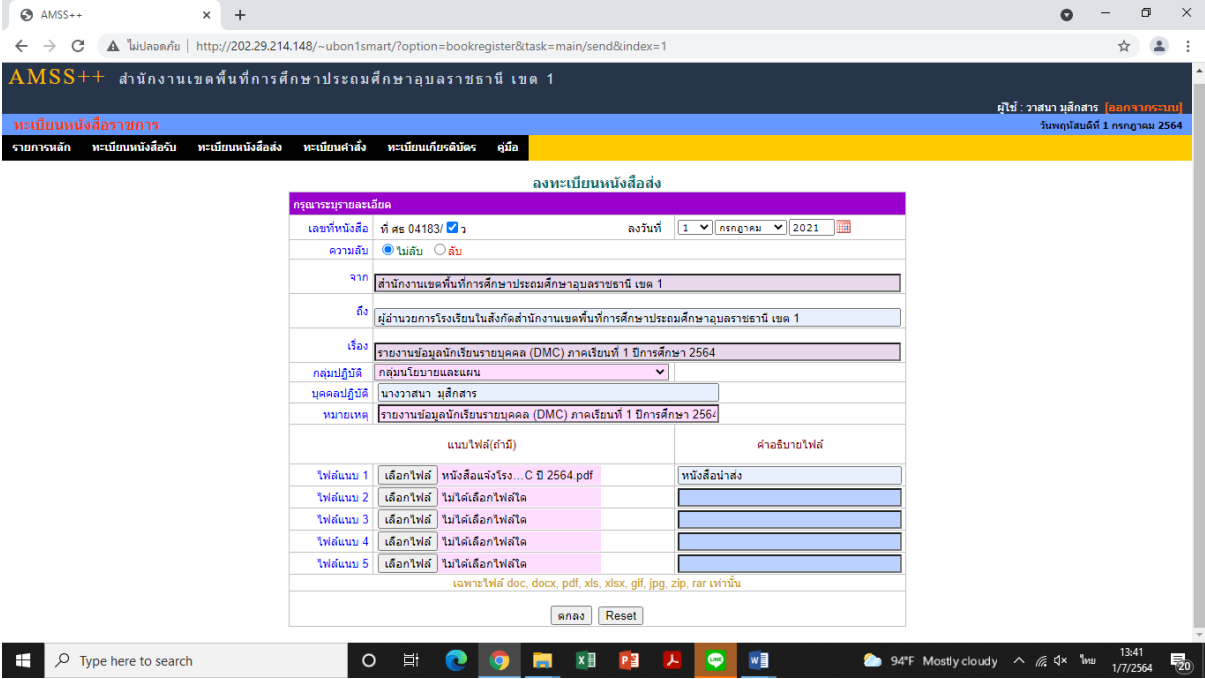 AMSS++
ไม่ปลอดภัย | http://202.29.214.148/~ubon1smart/?option=bookregister&task=main/send&index=1
AMSS++ สำนักงานเขตพื้นที่การศึกษาประถมศึกษาอุบลราชธานี เขต 1
ผู้ใช้ : วาสนา มุสิกสาร [ออกจากระบบ]
ทะเบียนหนังสือราชการ วันพฤหัสบดีที่ 1 กรกฎาคม 2564
รายการหลัก ทะเบียนหนังสือรับ ทะเบียนหนังสือส่ง ทะเบียนคำสั่ง ทะเบียนเกียรติบัตร คู่มือ
ลงทะเบียนหนังสือส่ง
กรุณาระบุรายละเอียด
เลขที่หนังสือ ที่ ศธ 04183/ ว ลงวันที่ 1 กรกฎาคม 2021
ความลับ ไม่ลับ ลับ
จาก สำนักงานเขตพื้นที่การศึกษาประถมศึกษาอุบลราชธานี เขต 1
ถึง ผู้อำนวยการโรงเรียนในสังกัดสำนักงานเขตพื้นที่การศึกษาประถมศึกษาอุบลราชธานี เขต 1
เรื่อง รายงานข้อมูลนักเรียนรายบุคคล (DMC) ภาคเรียนที่ 1 ปีการศึกษา 2564
กลุ่มปฏิบัติ กลุ่มนโยบายและแผน
บุคคลปฏิบัติ นางวาสนา มุสิกสาร
หมายเหตุ รายงานข้อมูลนักเรียนรายบุคคล (DMC) ภาคเรียนที่ 1 ปีการศึกษา 2564
แนบไฟล์(ถ้ามี) คำอธิบายไฟล์
ไฟล์แนบ 1 เลือกไฟล์ หนังสือแจ้งโรง...C ปี 2564.pdf หนังสือนำส่ง
ไฟล์แนบ 2 เลือกไฟล์ ไม่ได้เลือกไฟล์ใด
ไฟล์แนบ 3 เลือกไฟล์ ไม่ได้เลือกไฟล์ใด
ไฟล์แนบ 4 เลือกไฟล์ ไม่ได้เลือกไฟล์ใด
ไฟล์แนบ 5 เลือกไฟล์ ไม่ได้เลือกไฟล์ใด
เฉพาะไฟล์ doc, docx, pdf, xls, xlsx, gif, jpg, zip, rar เท่านั้น
ตกลง Reset
Type here to search 94°F Mostly cloudy ไทย 13:41
1/7/2564 20